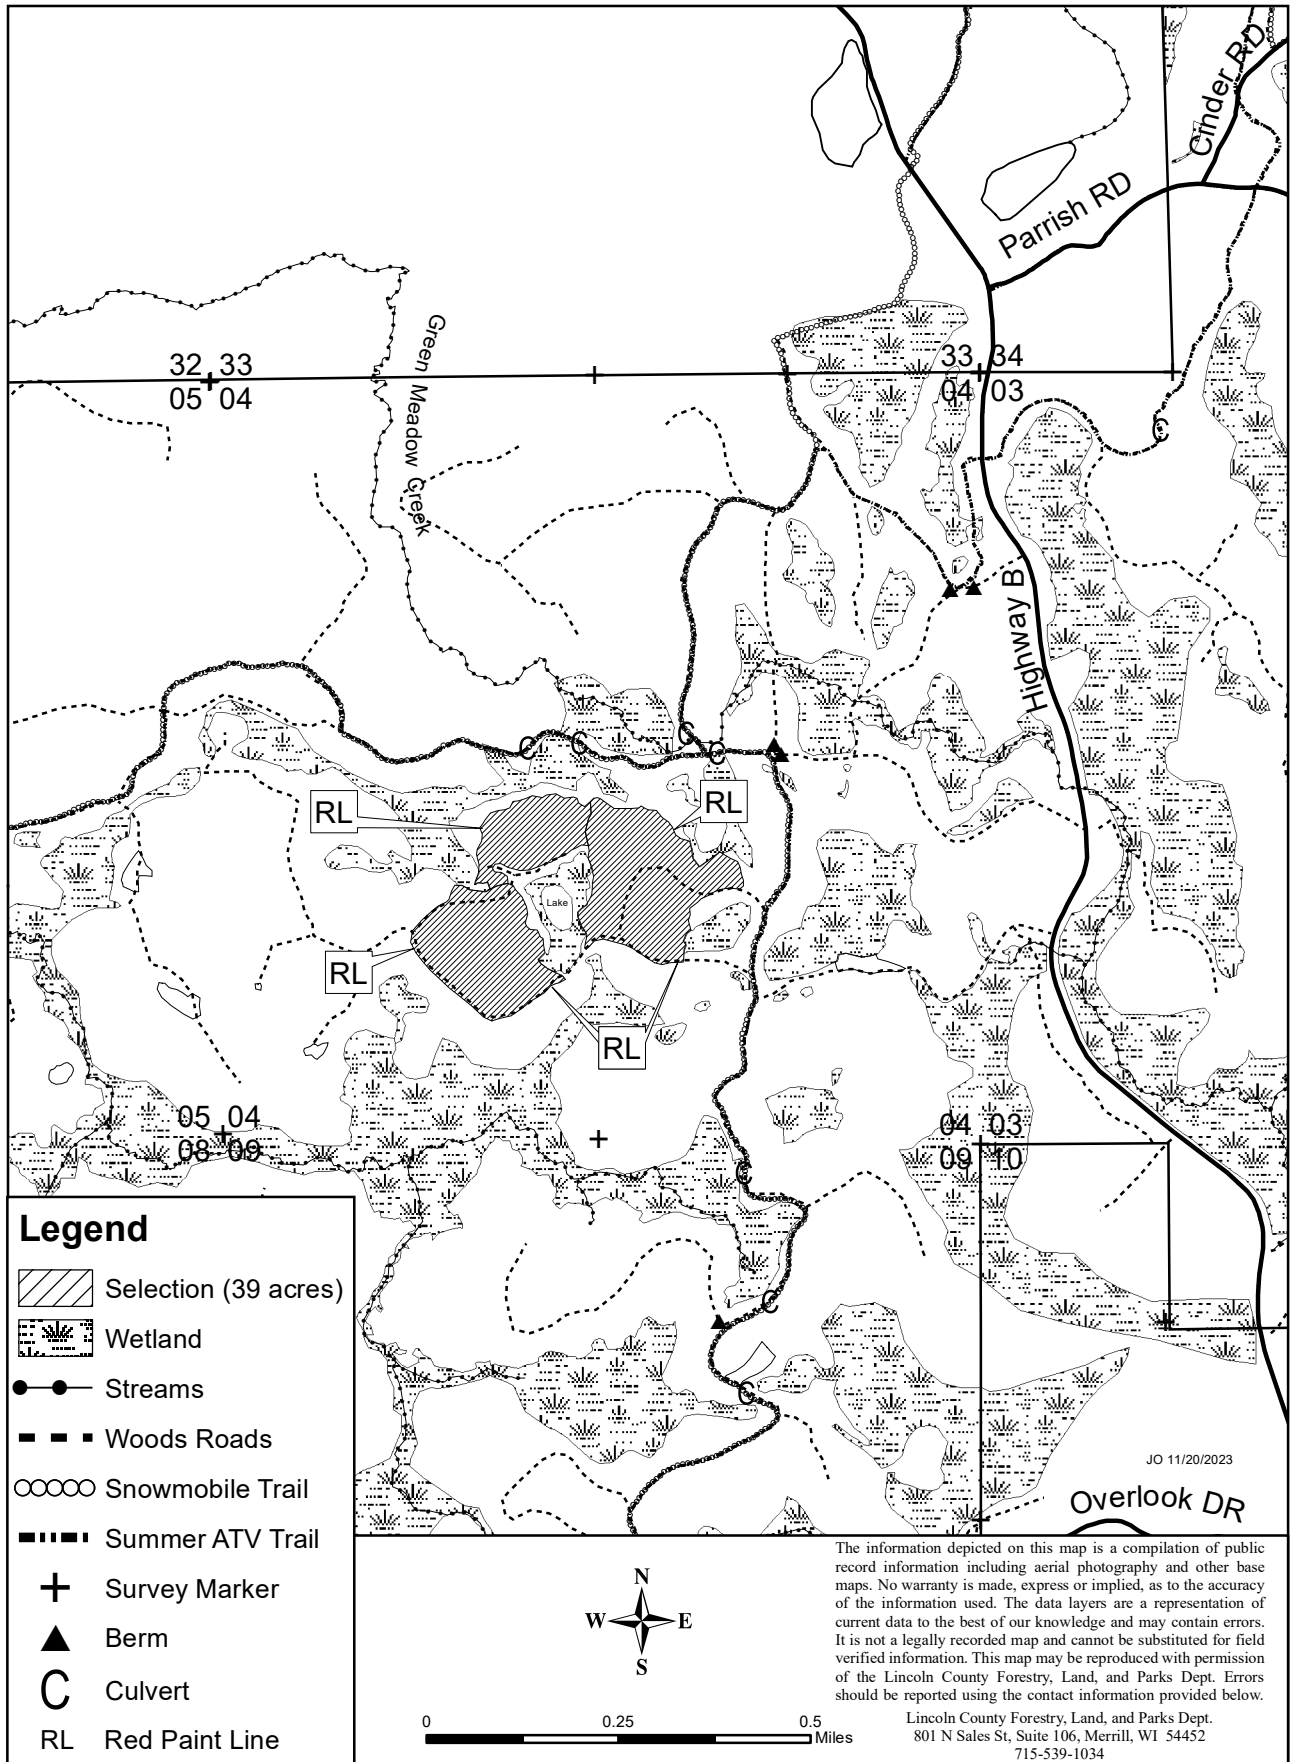 Cinder RD
Parrish RD
Green Meadow Creek
32 33
05 04
33 34
04 03
C
Highway B
C
C
C
C
RL
RL
Lake
RL
RL
05 04
08 09
04 03
09 10
C
C
C
JO 11/20/2023
Overlook DR
Legend
Selection (39 acres)
Wetland
Streams
Woods Roads
Snowmobile Trail
Summer ATV Trail
Survey Marker
Berm
C Culvert
RL Red Paint Line
N
W E
S
0 0.25 0.5
Miles
The information depicted on this map is a compilation of public
record information including aerial photography and other base
maps. No warranty is made, express or implied, as to the accuracy
of the information used. The data layers are a representation of
current data to the best of our knowledge and may contain errors.
It is not a legally recorded map and cannot be substituted for field
verified information. This map may be reproduced with permission
of the Lincoln County Forestry, Land, and Parks Dept. Errors
should be reported using the contact information provided below.
Lincoln County Forestry, Land, and Parks Dept.
801 N Sales St, Suite 106, Merrill, WI 54452
715-539-1034